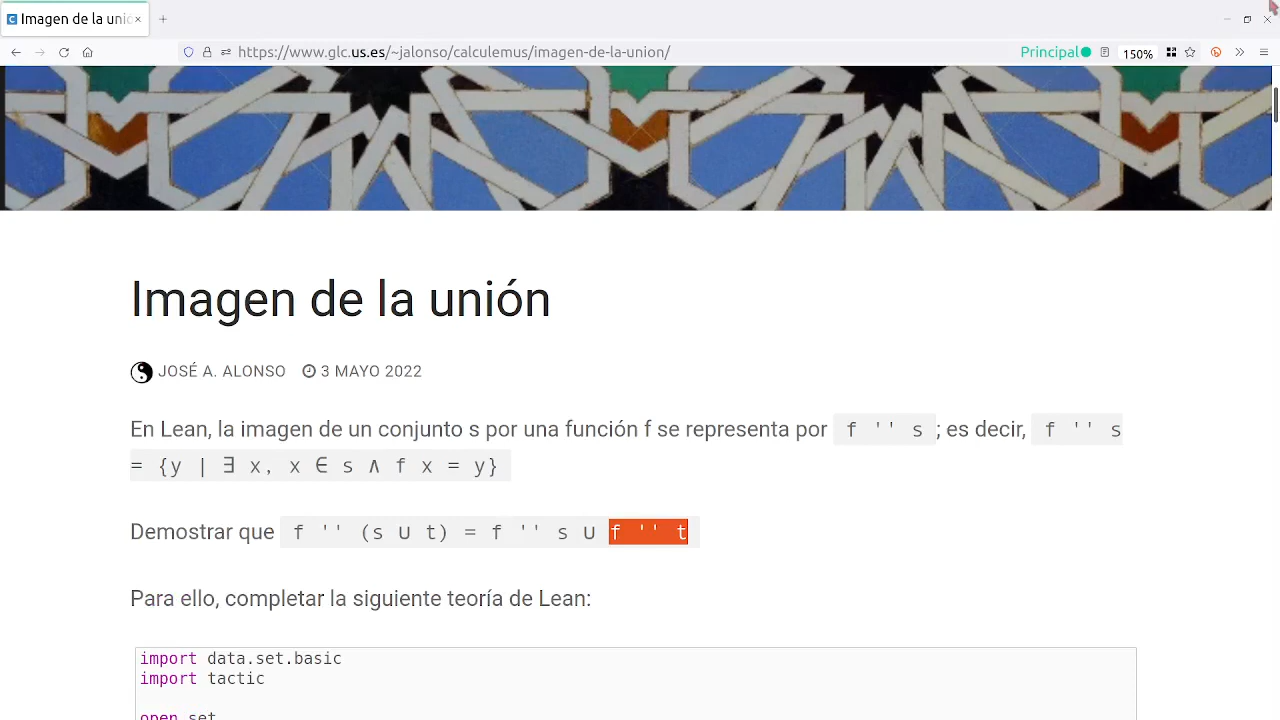 Imagen de la unió
https://www.glc.us.es/~jalonso/calculemus/imagen-de-la-union/
Principal
150%
Imagen de la unión
JOSÉ A. ALONSO 3 MAYO 2022
En Lean, la imagen de un conjunto s por una función f se representa por f '' s ; es decir, f '' s
= {y | ∃ x, x ∈ s ∧ f x = y}
Demostrar que f '' (s ∪ t) = f '' s ∪ f '' t
Para ello, completar la siguiente teoría de Lean:
import data.set.basic
import tactic
open set